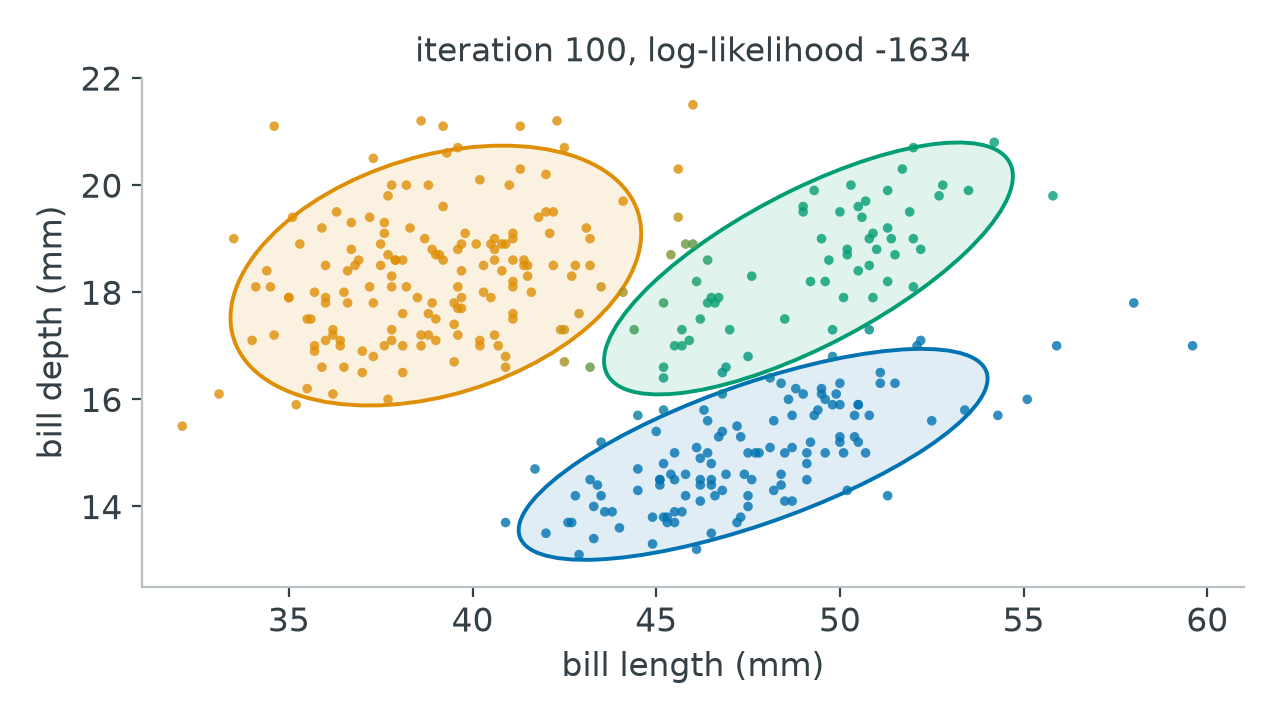 iteration 100, log-likelihood -1634
22
20
18
16
14
bill depth (mm)
35 40 45 50 55 60
bill length (mm)